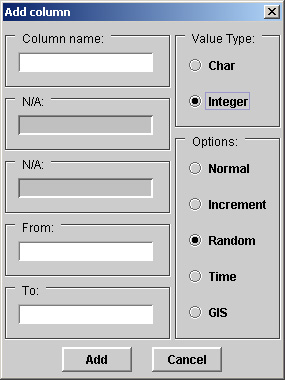 Add column
Column name:
N/A:
N/A:
From:
To:
Value Type:
Char
Integer
Options:
Normal
Increment
Random
Time
GIS
Add
Cancel